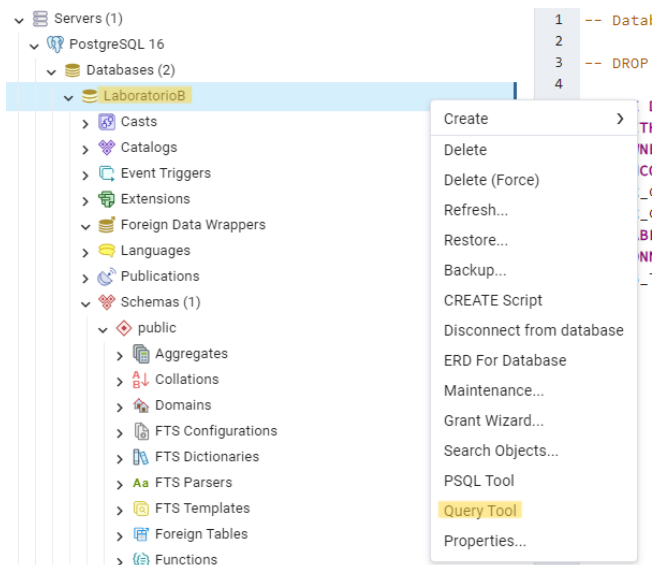 Servers (1)
PostgreSQL 16
Databases (2)
LaboratorioB
Casts
Catalogs
Event Triggers
Extensions
Foreign Data Wrappers
Languages
Publications
Schemas (1)
public
Aggregates
Collations
Domains
FTS Configurations
FTS Dictionaries
Aa FTS Parsers
FTS Templates
Foreign Tables
Functions
1 -- Datab
2
3 -- DROP
4
Create
Delete
Delete (Force)
Refresh...
Restore...
Backup...
CREATE Script
Disconnect from database
ERD For Database
Maintenance...
Grant Wizard...
Search Objects...
PSQL Tool
Query Tool
Properties...